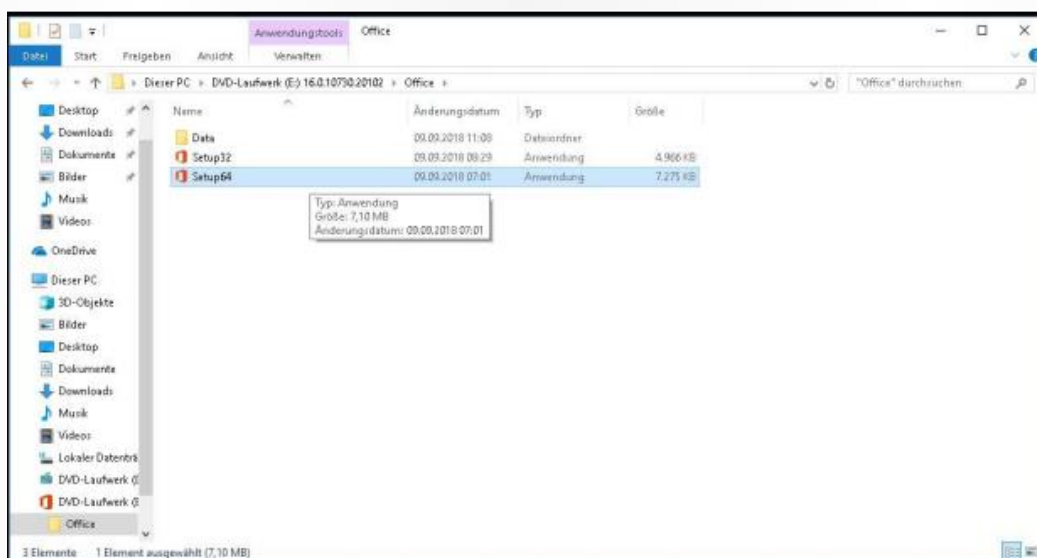 Anwendungstools Office
Datei Start Freigeben Ansicht Verwalten
Dieser PC DVD-Laufwerk (E:) 16.0.10730.20102 Office "Office" durchsuchen
Name Änderungsdatum Typ Größe
Desktop
Downloads
Dokumente
Bilder
Musik
Videos
OneDrive
Dieser PC
3D-Objekte
Bilder
Desktop
Dokumente
Downloads
Musik
Videos
Lokaler Datenträ
DVD-Laufwerk (
DVD-Laufwerk (
Office
Data 09.09.2018 11:08 Dateiordner
Setup32 09.09.2018 08:29 Anwendung 4.966 KB
Setup64 09.09.2018 07:01 Anwendung 7.275 KB
Typ: Anwendung
Größe: 7,10 MB
Änderungsdatum: 09.09.2018 07:01
3 Elemente 1 Element ausgewählt (7,10 MB)